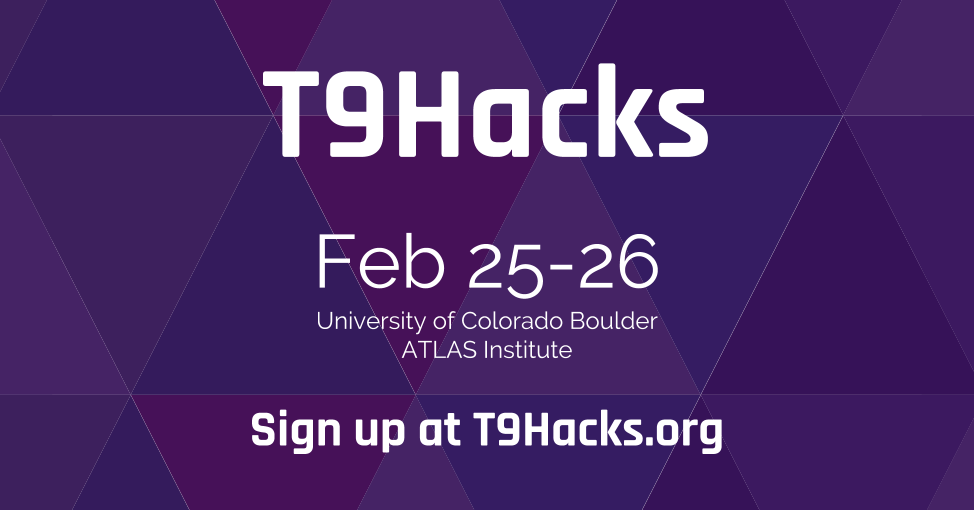 T9Hacks
Feb 25-26
University of Colorado Boulder
ATLAS Institute
Sign up at T9Hacks.org